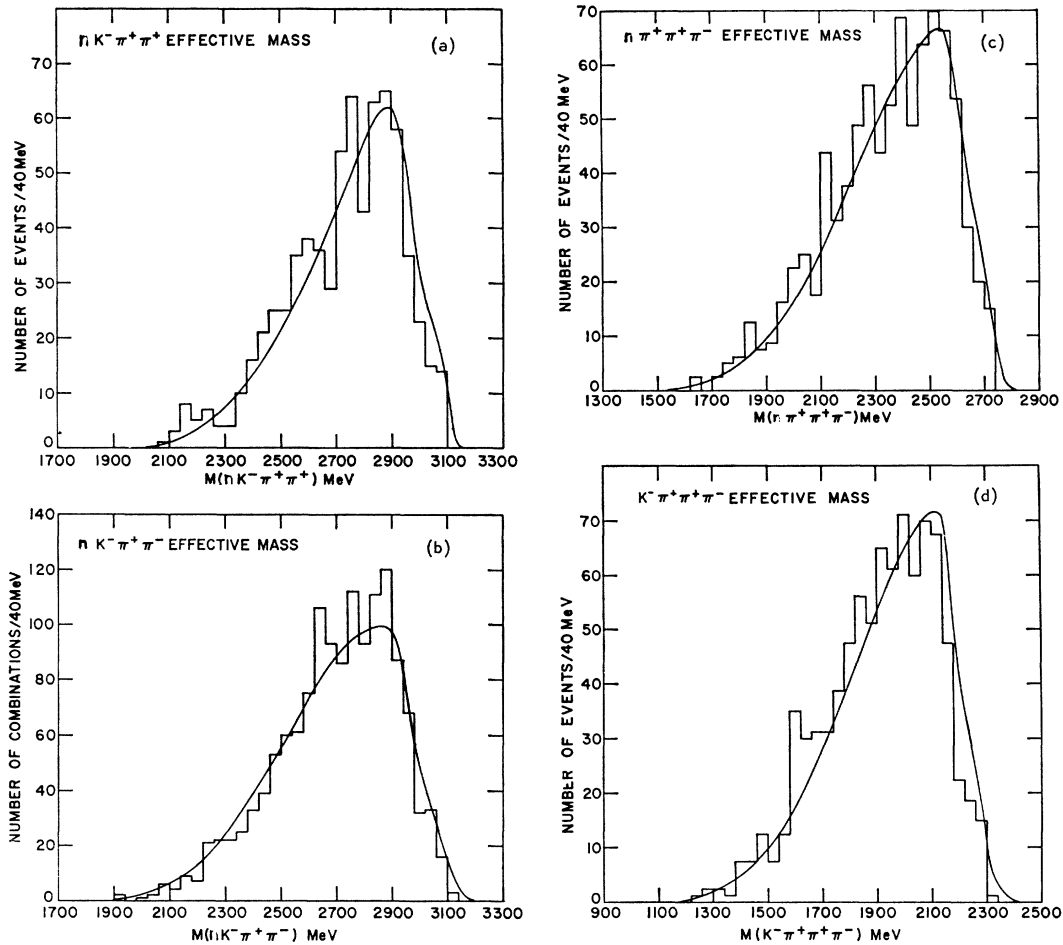 n K⁻π⁺π⁺ EFFECTIVE MASS
(a)
NUMBER OF EVENTS/40MeV
70
60
50
40
30
20
10
0
1700 1900 2100 2300 2500 2700 2900 3100 3300
M(n K⁻π⁺π⁺) MeV
n π⁺π⁺π⁻ EFFECTIVE MASS
(c)
NUMBER OF EVENTS/40 MeV
70
60
50
40
30
20
10
0
1300 1500 1700 1900 2100 2300 2500 2700 2900
M(n π⁺π⁺π⁻)MeV
n K⁻π⁺π⁻ EFFECTIVE MASS
(b)
NUMBER OF COMBINATIONS/40MeV
140
120
100
80
60
40
20
0
1700 1900 2100 2300 2500 2700 2900 3100 3300
M(nK⁻π⁺π⁻) MeV
K⁻π⁺π⁺π⁻ EFFECTIVE MASS
(d)
NUMBER OF EVENTS/40 MeV
70
60
50
40
30
20
10
0
900 1100 1300 1500 1700 1900 2100 2300 2500
M (K⁻π⁺π⁺π⁻) MeV